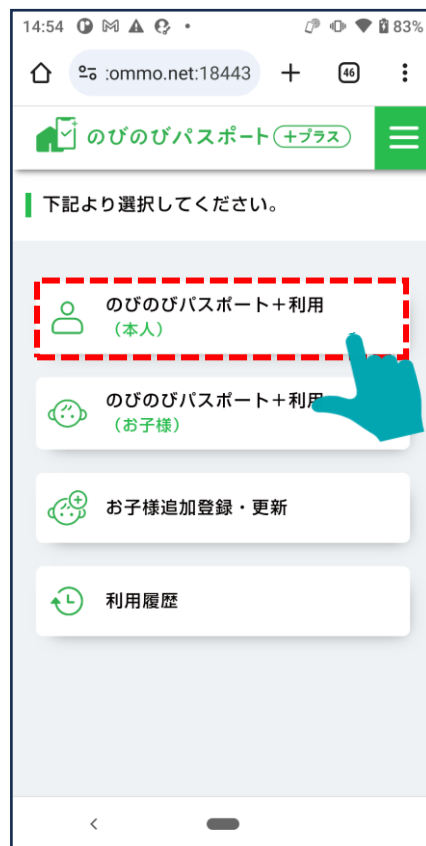 14:54
83%
:ommo.net:18443
46
のびのびパスポート+プラス
下記より選択してください。
のびのびパスポート+利用
(本人)
のびのびパスポート+利用
(お子様)
お子様追加登録・更新
利用履歴